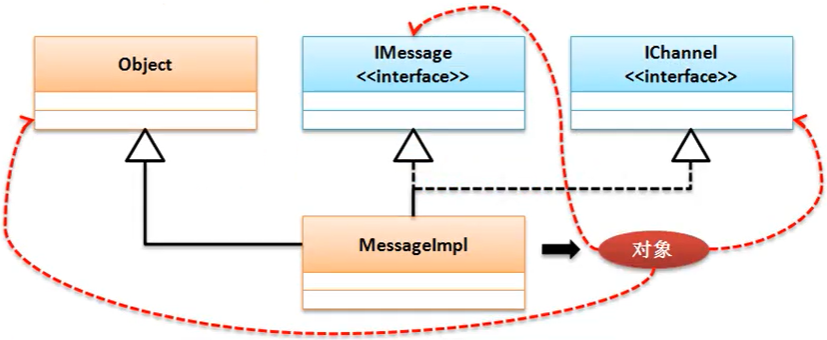 Object
IMessage
<<interface>>
IChannel
<<interface>>
MessageImpl
对象